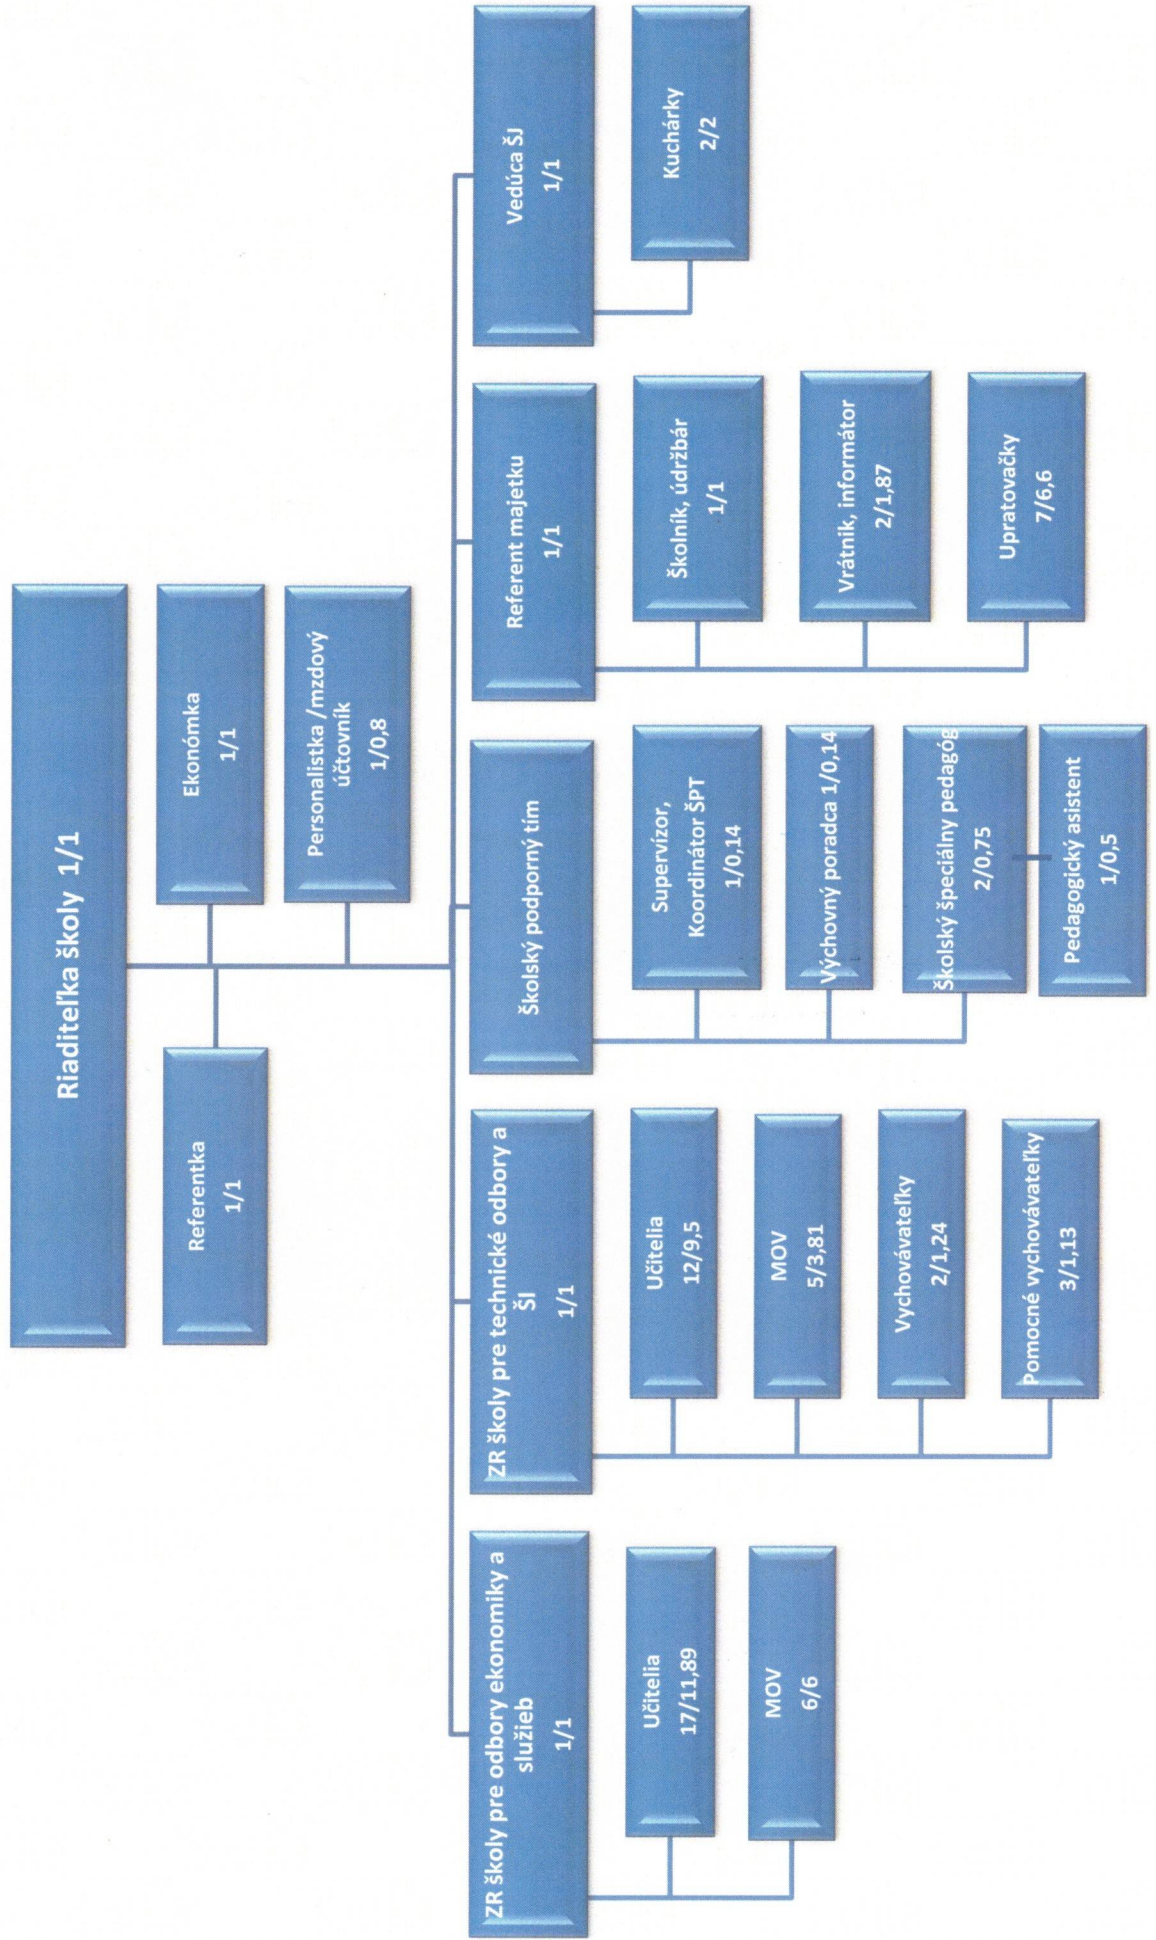 Riaditeľka školy 1/1
Referentka
1/1
Ekonómka
1/1
Personalistka /mzdový
účtovník
1/0,8
ZR školy pre odbory ekonomiky a
služieb
1/1
Učitelia
17/11,89
MOV
6/6
ZR školy pre technické odbory a
ŠI
1/1
Učitelia
12/9,5
MOV
5/3,81
Vychovávateľky
2/1,24
Pomocné vychovávateľky
3/1,13
Školský podporný tím
Supervízor,
Koordinátor ŠPT
1/0,14
Výchovný poradca 1/0,14
Školský špeciálny pedagóg
2/0,75
Pedagogický asistent
1/0,5
Referent majetku
1/1
Školník, údržbár
1/1
Vrátnik, informátor
2/1,87
Upratovačky
7/6,6
Vedúca ŠJ
1/1
Kuchárky
2/2